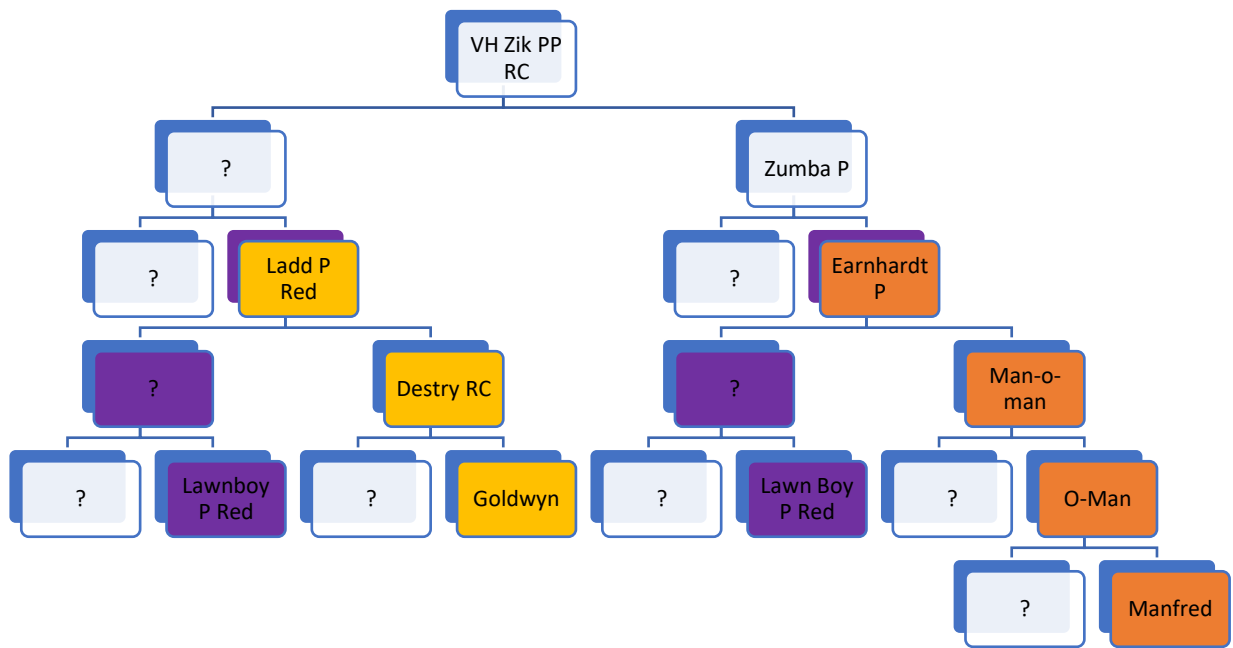 VH Zik PP
RC
?
Zumba P
?
Ladd P
Red
?
Earnhardt
P
?
Destry RC
?
Man-o-
man
?
Lawnboy
P Red
?
Goldwyn
?
Lawn Boy
P Red
?
O-Man
?
Manfred